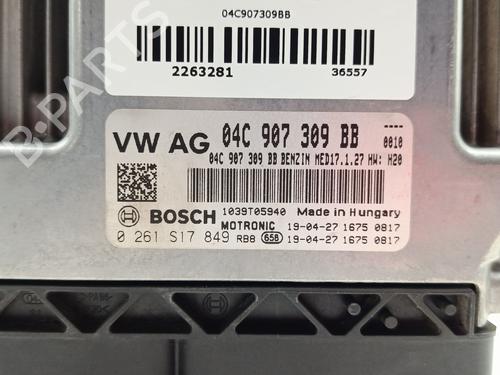 04C907309BB
2263281 36557
B-PARTS
VW AG 04C 907 309 BB 0010
04C 907 309 BB BENZIN MED17.1.27 HW: H20
BOSCH 1039T05940 Made in Hungary
MOTRONIC 19-04-27 1675 0817
0 261 S17 849 RBB 658 19-04-27 1675 0817
BOSCH